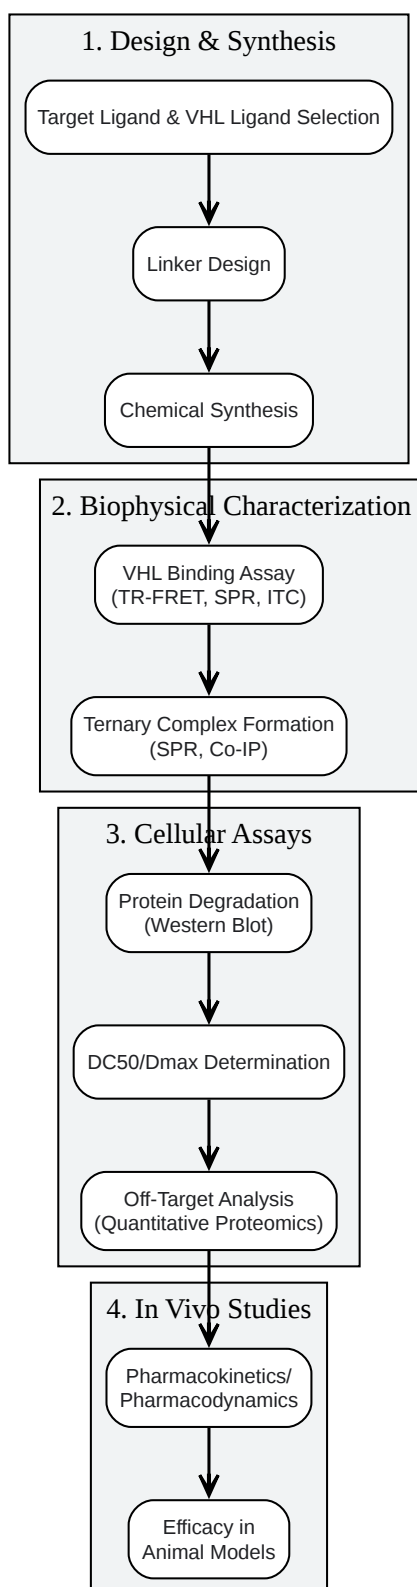 1. Design & Synthesis
Target Ligand & VHL Ligand Selection
Linker Design
Chemical Synthesis
2. Biophysical Characterization
VHL Binding Assay
(TR-FRET, SPR, ITC)
Ternary Complex Formation
(SPR, Co-IP)
3. Cellular Assays
Protein Degradation
(Western Blot)
DC50/Dmax Determination
Off-Target Analysis
(Quantitative Proteomics)
4. In Vivo Studies
Pharmacokinetics/
Pharmacodynamics
Efficacy in
Animal Models